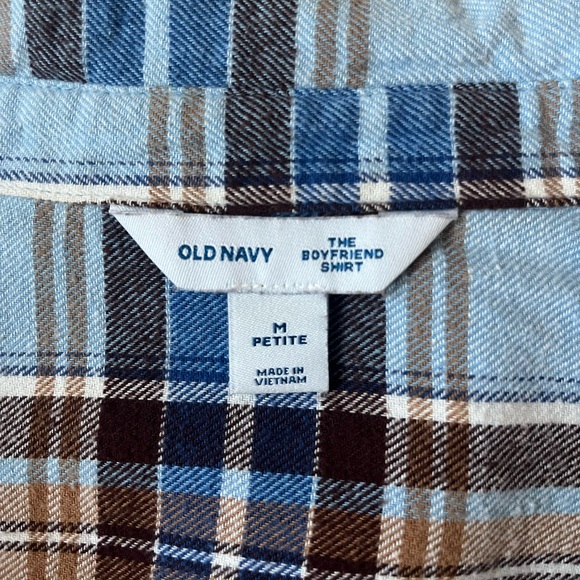 OLD NAVY
THE
BOYFRIEND
SHIRT
M
PETITE
MADE IN
VIETNAM